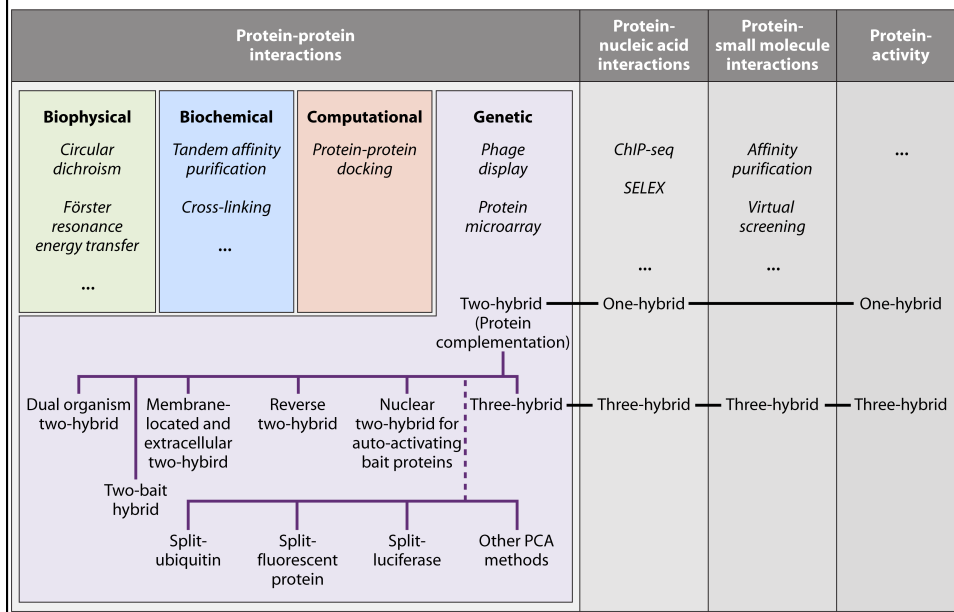 Protein-protein
interactions
Protein-
nucleic acid
interactions
Protein-
small molecule
interactions
Protein-
activity
Biophysical
Circular
dichroism
Förster
resonance
energy transfer
...
Biochemical
Tandem affinity
purification
Cross-linking
...
Computational
Protein-protein
docking
Genetic
Phage
display
Protein
microarray
ChIP-seq
SELEX
...
Affinity
purification
Virtual
screening
...
...
Two-hybrid
(Protein
complementation)
One-hybrid
One-hybrid
Dual organism
two-hybrid
Two-bait
hybrid
Membrane-
located and
extracellular
two-hybird
Reverse
two-hybrid
Nuclear
two-hybrid for
auto-activating
bait proteins
Three-hybrid
Three-hybrid
Three-hybrid
Three-hybrid
Split-
ubiquitin
Split-
fluorescent
protein
Split-
luciferase
Other PCA
methods